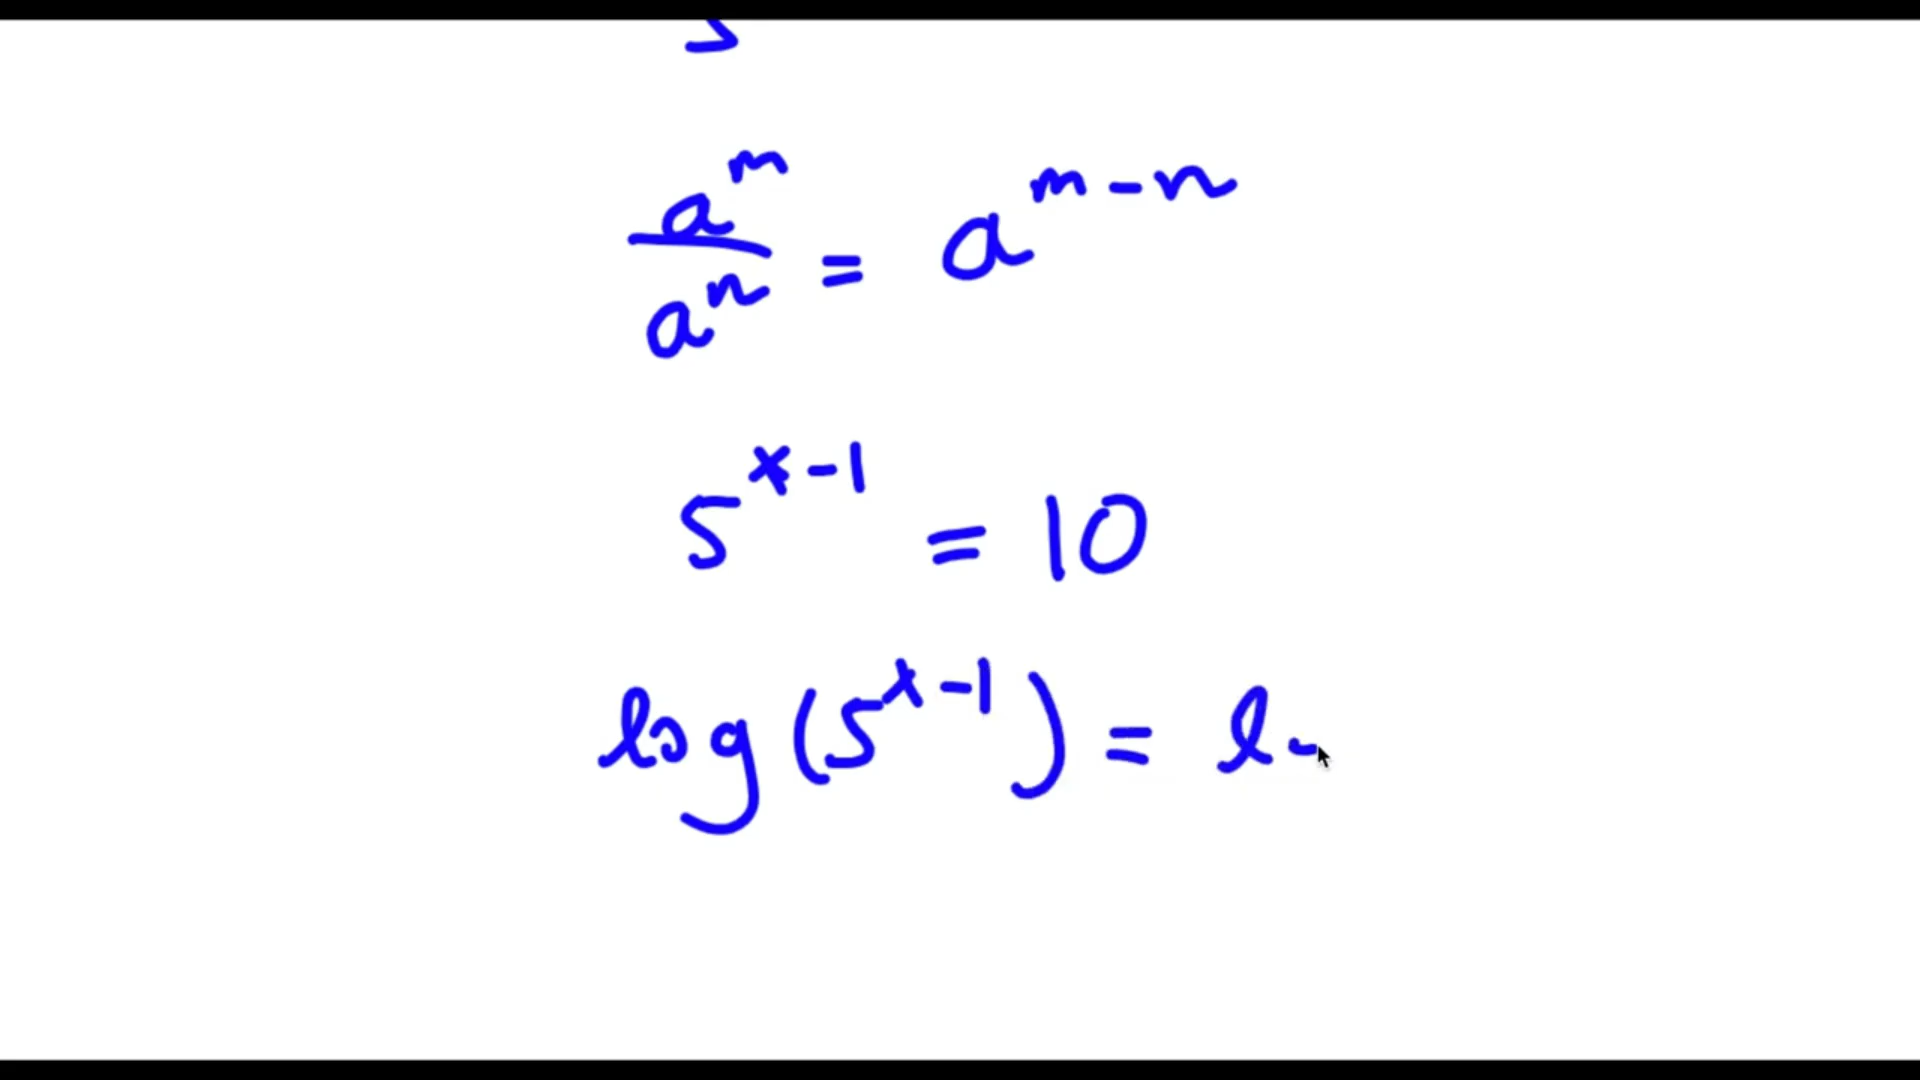 a^m / a^n = a^(m-n)
5^(x-1) = 10
log(5^(x-1)) = l